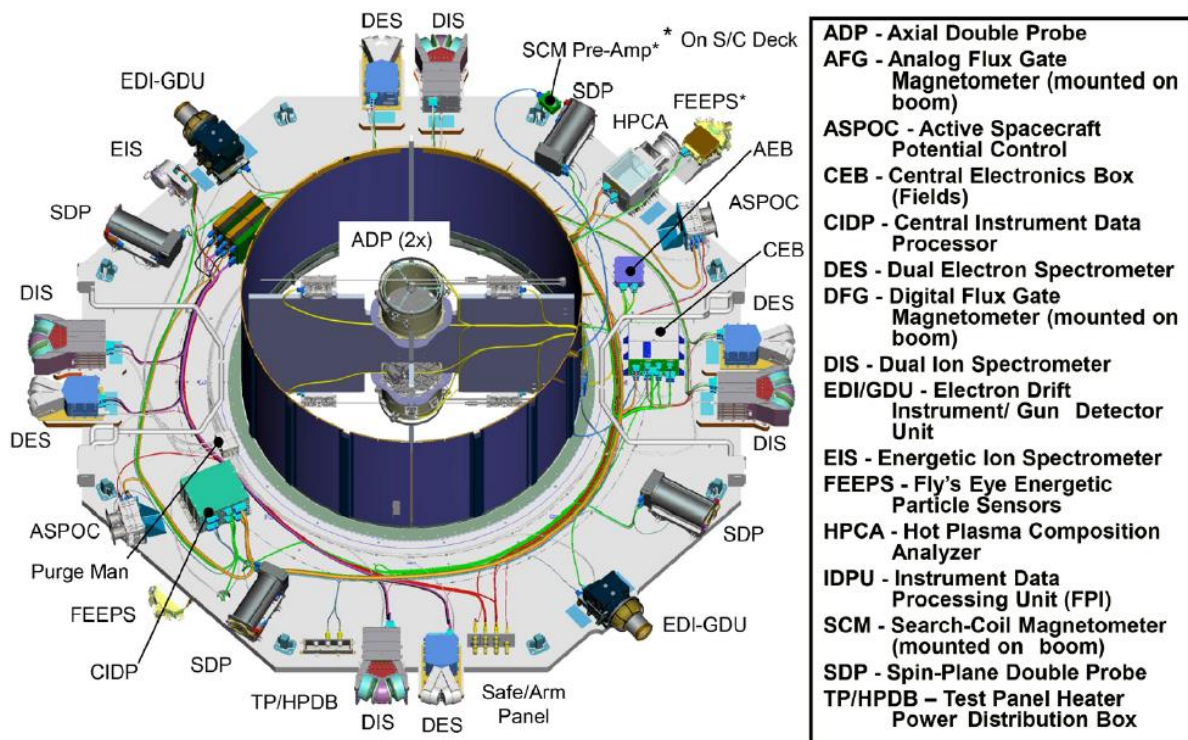 DES
DIS
SCM Pre-Amp*
* On S/C Deck
EDI-GDU
SDP
FEEPS*
HPCA
EIS
AEB
SDP
ASPOC
ADP (2x)
CEB
DIS
DES
DES
DIS
ASPOC
SDP
Purge Man
FEEPS
EDI-GDU
CIDP
SDP
TP/HPDB
DIS
DES
Safe/Arm
Panel
ADP - Axial Double Probe
AFG - Analog Flux Gate
Magnetometer (mounted on
boom)
ASPOC - Active Spacecraft
Potential Control
CEB - Central Electronics Box
(Fields)
CIDP - Central Instrument Data
Processor
DES - Dual Electron Spectrometer
DFG - Digital Flux Gate
Magnetometer (mounted on
boom)
DIS - Dual Ion Spectrometer
EDI/GDU - Electron Drift
Instrument/ Gun Detector
Unit
EIS - Energetic Ion Spectrometer
FEEPS - Fly's Eye Energetic
Particle Sensors
HPCA - Hot Plasma Composition
Analyzer
IDPU - Instrument Data
Processing Unit (FPI)
SCM - Search-Coil Magnetometer
(mounted on boom)
SDP - Spin-Plane Double Probe
TP/HPDB – Test Panel Heater
Power Distribution Box